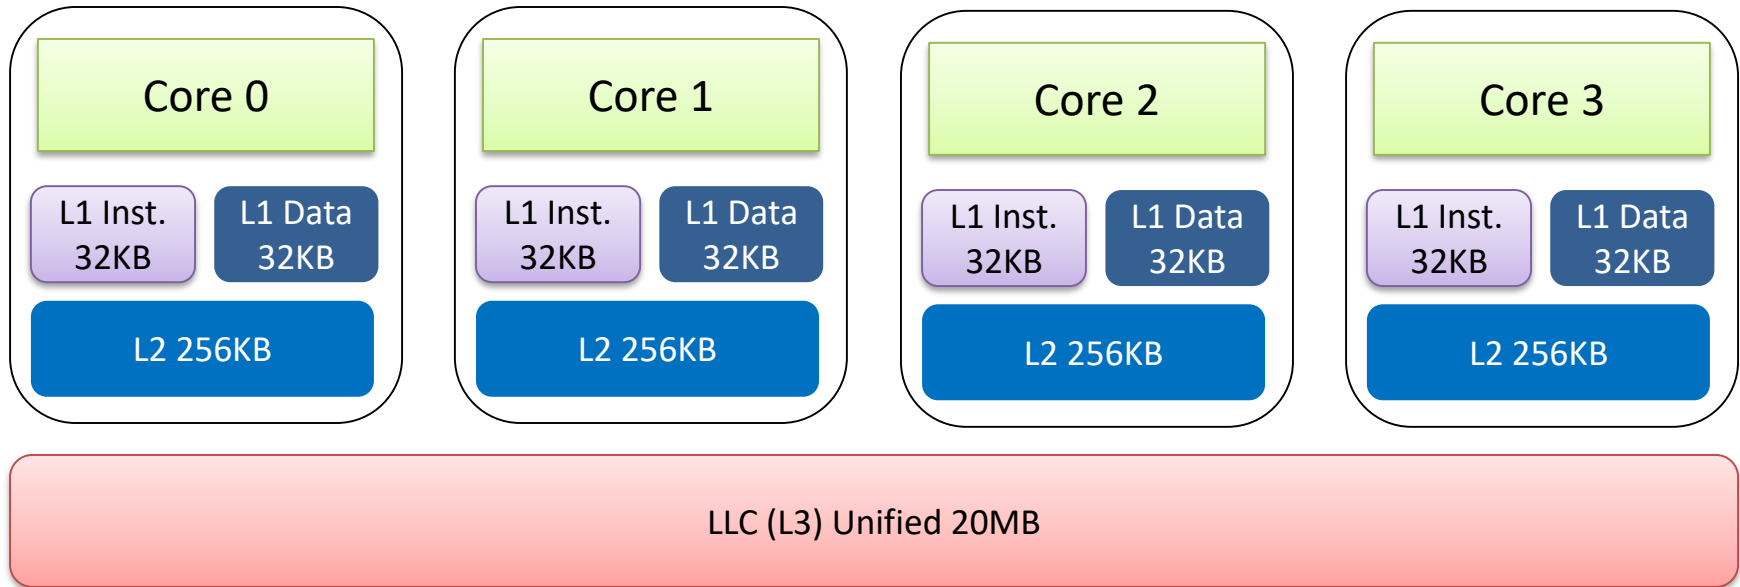 Core 0
L1 Inst.
32KB
L1 Data
32KB
L2 256KB
Core 1
L1 Inst.
32KB
L1 Data
32KB
L2 256KB
Core 2
L1 Inst.
32KB
L1 Data
32KB
L2 256KB
Core 3
L1 Inst.
32KB
L1 Data
32KB
L2 256KB
LLC (L3) Unified 20MB